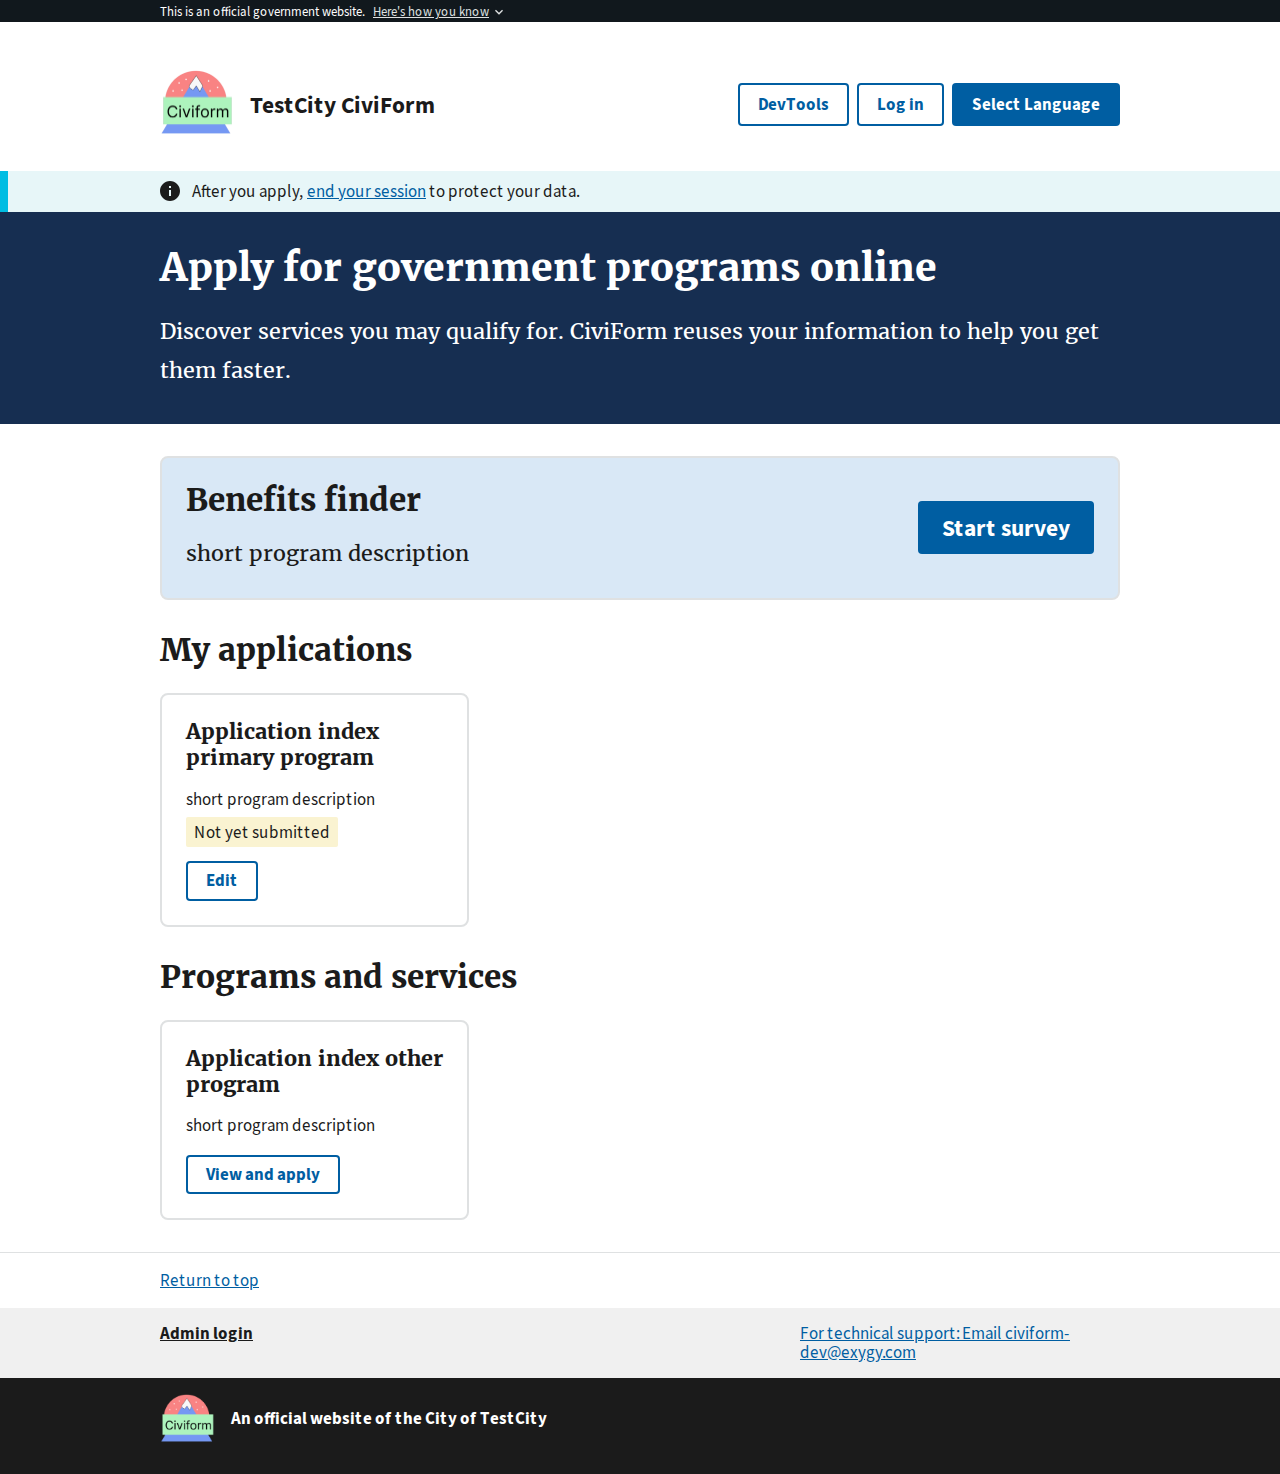 This is an official government website. Here's how you know
Civiform
TestCity CiviForm
DevTools
Log in
Select Language
After you apply, end your session to protect your data.
Apply for government programs online
Discover services you may qualify for. CiviForm reuses your information to help you get
them faster.
Benefits finder
short program description
Start survey
My applications
Application index
primary program
short program description
Not yet submitted
Edit
Programs and services
Application index other
program
short program description
View and apply
Return to top
Admin login
For technical support: Email civiform-
dev@exygy.com
Civiform
An official website of the City of TestCity